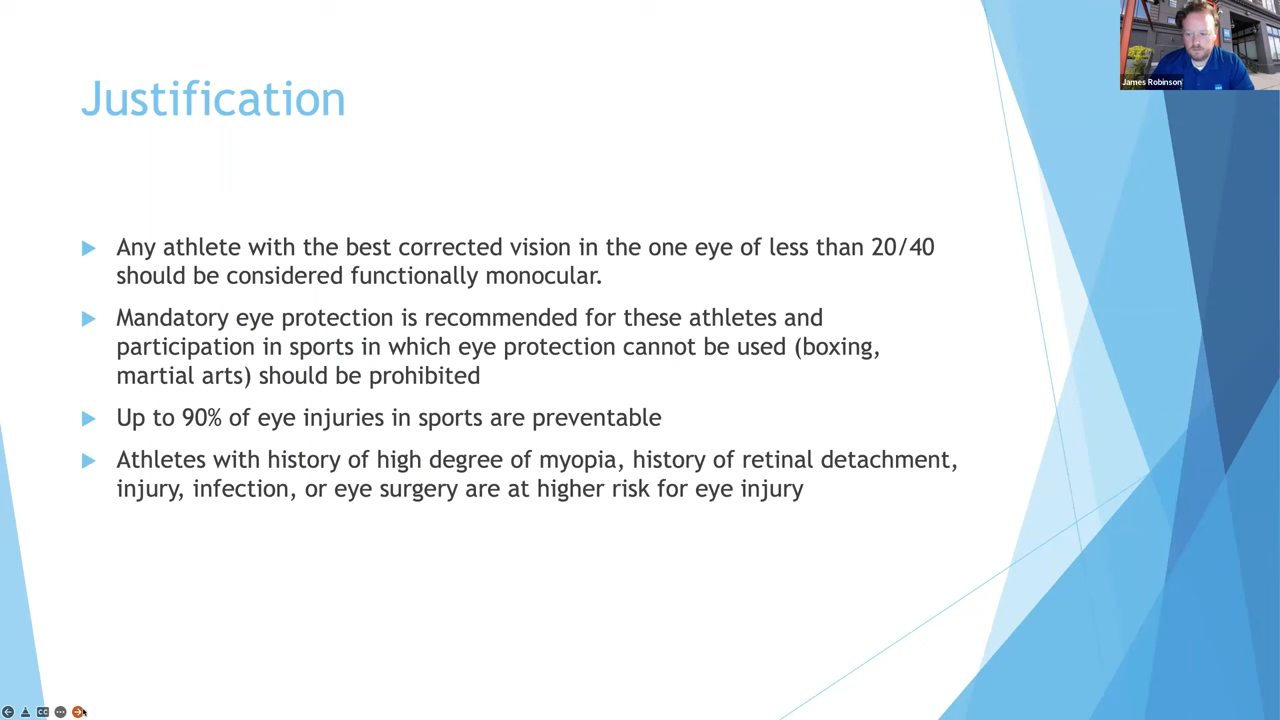 Justification
Any athlete with the best corrected vision in the one eye of less than 20/40
should be considered functionally monocular.
Mandatory eye protection is recommended for these athletes and
participation in sports in which eye protection cannot be used (boxing,
martial arts) should be prohibited
Up to 90% of eye injuries in sports are preventable
Athletes with history of high degree of myopia, history of retinal detachment,
injury, infection, or eye surgery are at higher risk for eye injury
James Robinson
CC